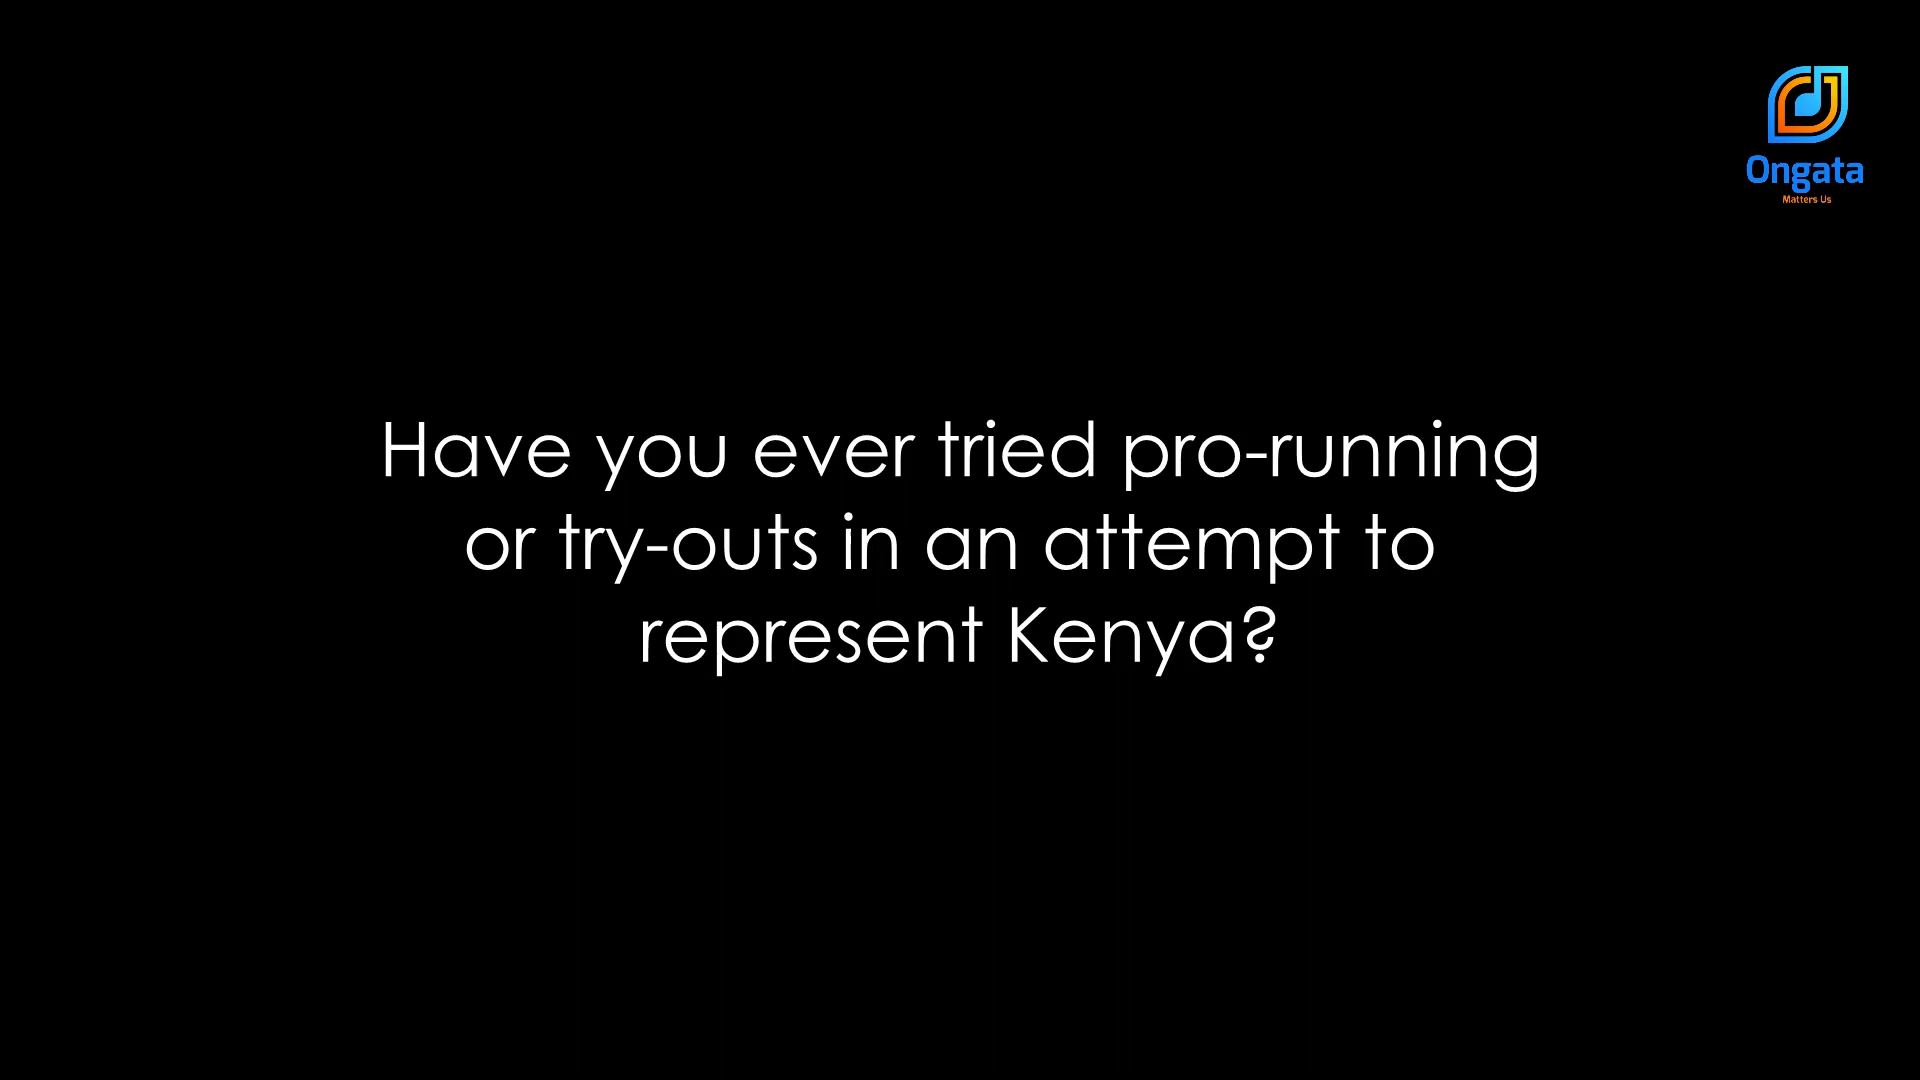 Ongata
Matters Us
Have you ever tried pro-running
or try-outs in an attempt to
represent Kenya?